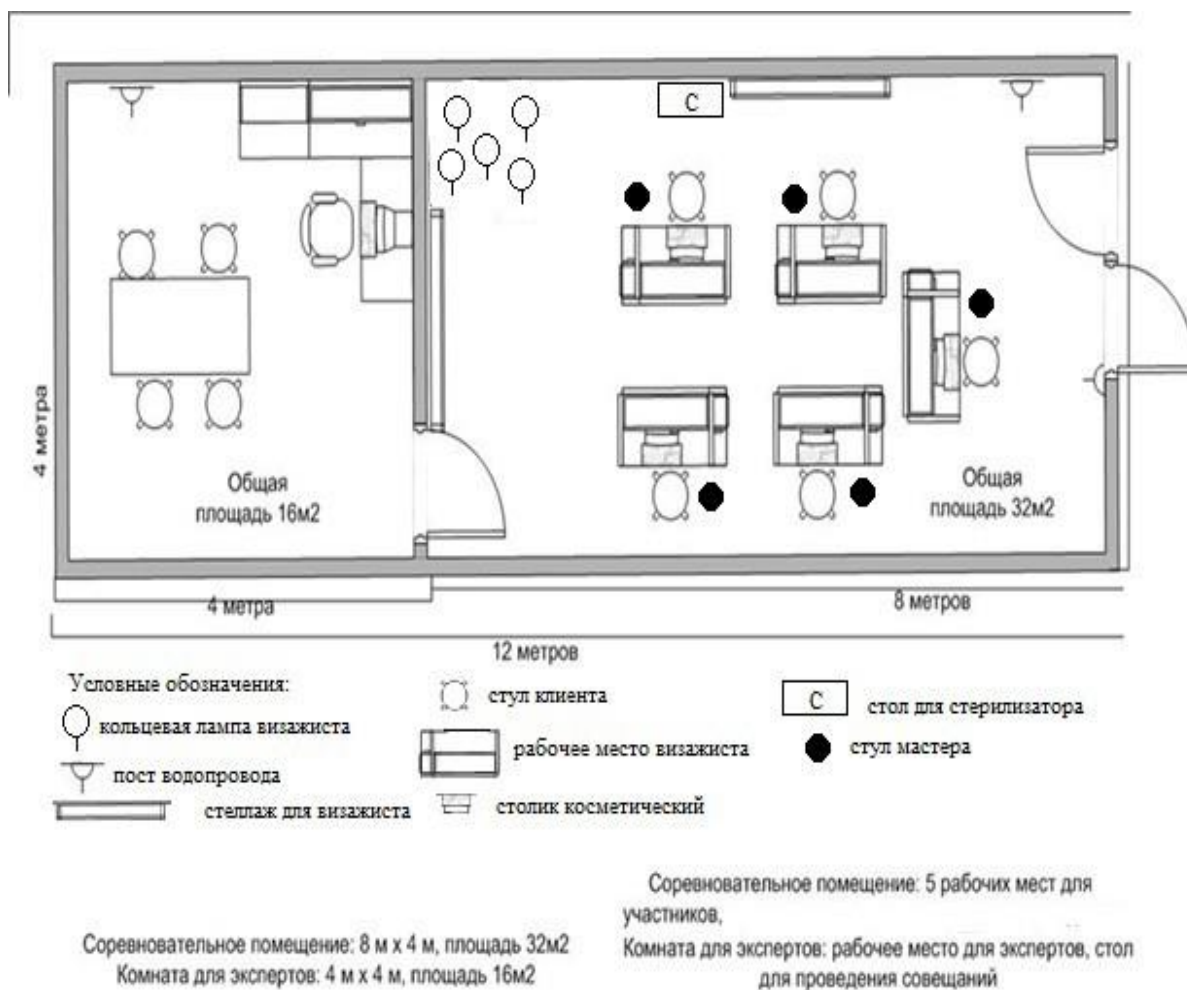 С
4 метра
Общая
площадь 16м2
Общая
площадь 32м2
4 метра
8 метров
12 метров
Условные обозначения:
кольцевая лампа визажиста
пост водопровода
стеллаж для визажиста
стул клиента
рабочее место визажиста
столик косметический
С
стол для стерилизатора
стул мастера
Соревновательное помещение: 8 м x 4 м, площадь 32м2
Комната для экспертов: 4 м x 4 м, площадь 16м2
Соревновательное помещение: 5 рабочих мест для
участников,
Комната для экспертов: рабочее место для экспертов, стол
для проведения совещаний